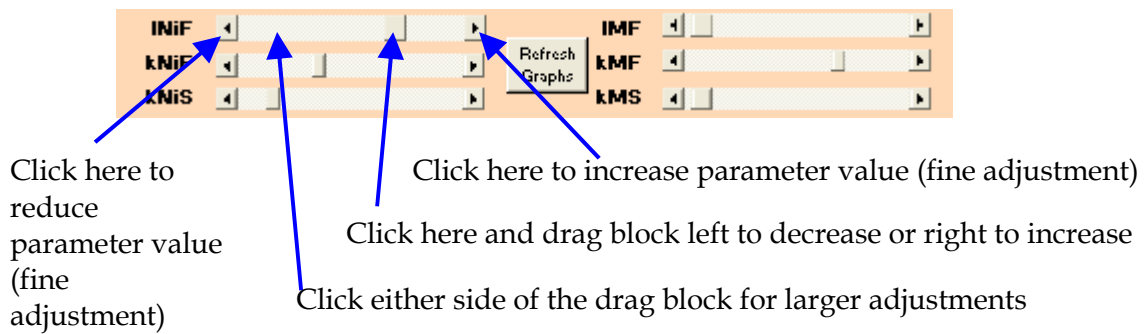 INiF
IMF
kNiF
Refresh
Graphs
kMF
kNiS
kMS
Click here to
reduce
parameter value
(fine
adjustment)
Click here to increase parameter value (fine adjustment)
Click here and drag block left to decrease or right to increase
Click either side of the drag block for larger adjustments